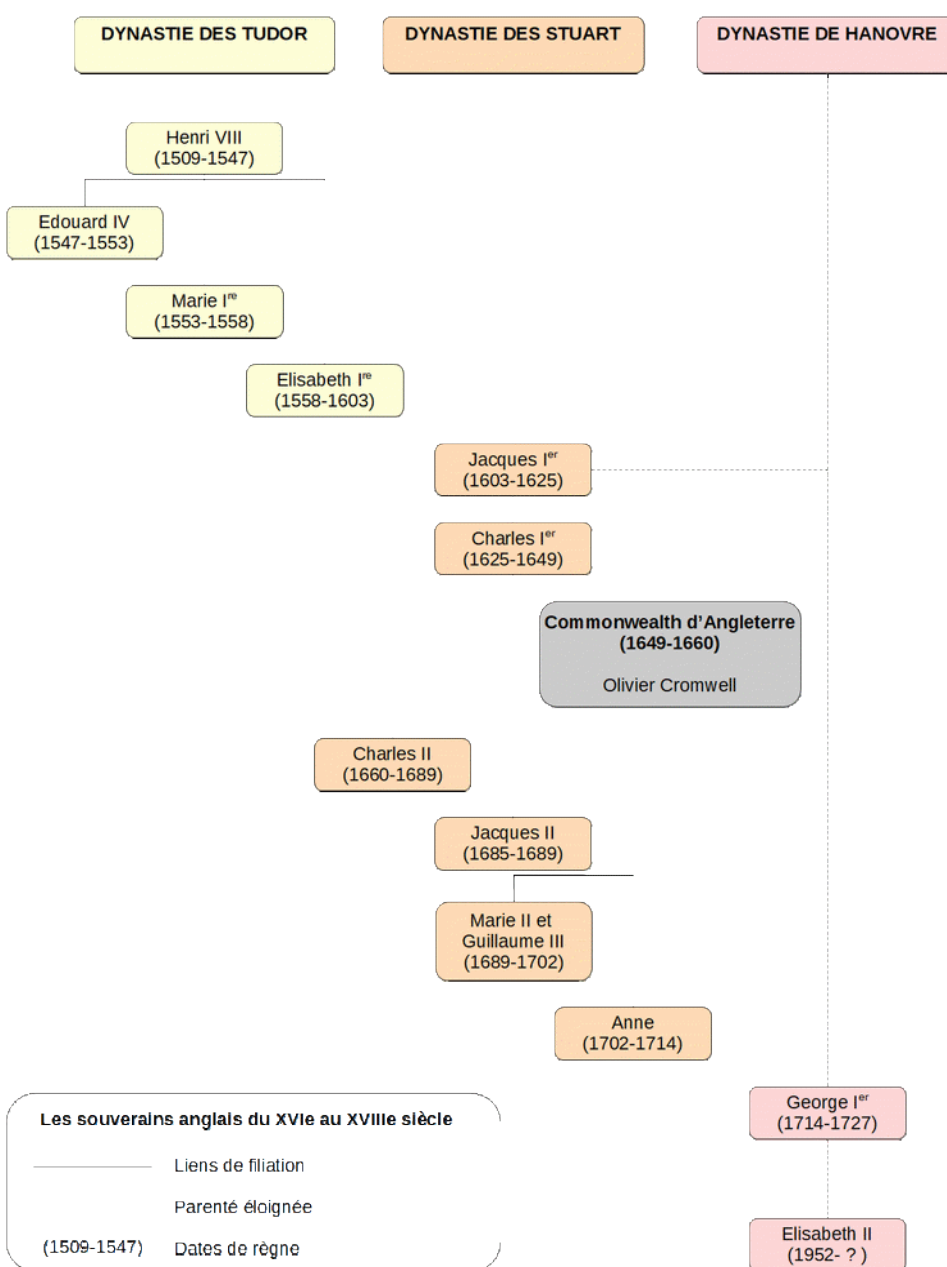 DYNASTIE DES TUDOR
DYNASTIE DES STUART
DYNASTIE DE HANOVRE
Henri VIII
(1509-1547)
Edouard IV
(1547-1553)
Marie Iʳᵉ
(1553-1558)
Elisabeth Iʳᵉ
(1558-1603)
Jacques Iᵉʳ
(1603-1625)
Charles Iᵉʳ
(1625-1649)
Commonwealth d'Angleterre
(1649-1660)
Olivier Cromwell
Charles II
(1660-1689)
Jacques II
(1685-1689)
Marie II et
Guillaume III
(1689-1702)
Anne
(1702-1714)
George Iᵉʳ
(1714-1727)
Elisabeth II
(1952- ? )
Les souverains anglais du XVIe au XVIIIe siècle
Liens de filiation
Parenté éloignée
(1509-1547) Dates de règne